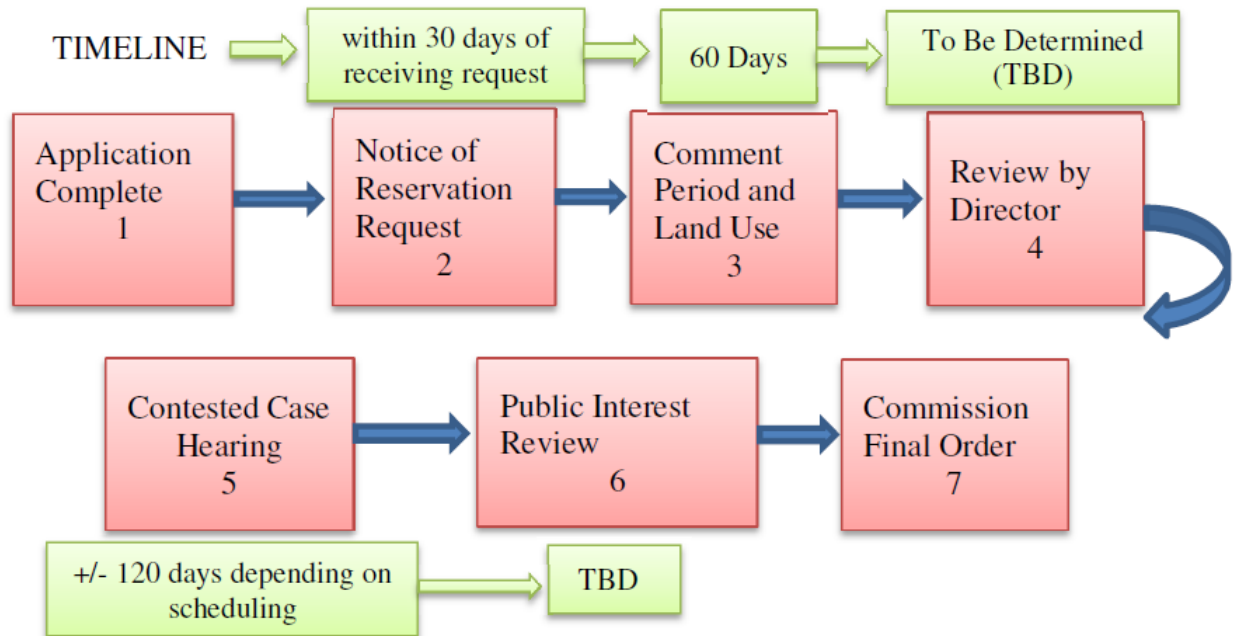 TIMELINE
within 30 days of
receiving request
60 Days
To Be Determined
(TBD)
Application
Complete
1
Notice of
Reservation
Request
2
Comment
Period and
Land Use
3
Review by
Director
4
Contested Case
Hearing
5
Public Interest
Review
6
Commission
Final Order
7
+/- 120 days depending on
scheduling
TBD